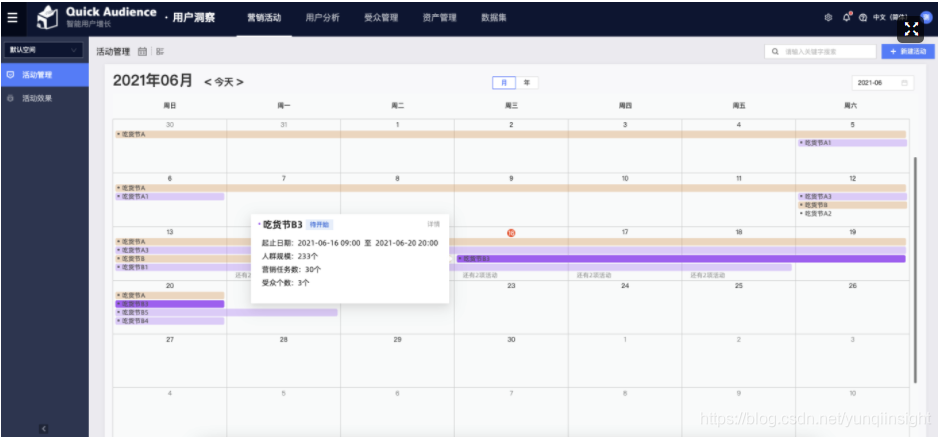 Quick Audience
智能用户增长
· 用户洞察
营销活动 用户分析 受众管理 资产管理 数据集
中文（简体）
默认空间
活动管理
活动效果
活动管理
请输入关键字搜索
+ 新建活动
2021年06月 < 今天 >
月 年
2021-06
周日 周一 周二 周三 周四 周五 周六
30 31 1 2 3 4 5
吃货节A
吃货节A1
6 7 8 9 10 11 12
吃货节A
吃货节A1
吃货节A3
吃货节B
吃货节A2
13 16 17 18 19
吃货节A
吃货节A3
吃货节B
吃货节B1
吃货节B3
还有2项活动 还有2项活动 还有2项活动
吃货节B3 待开始 详情
起止日期: 2021-06-16 09:00 至 2021-06-20 20:00
人群规模: 233个
营销任务数: 30个
受众个数: 3个
20 23 24 25 26
吃货节A
吃货节B3
吃货节B5
吃货节B4
27 28 29 30 1 2 3
4 5 6 7 8 9 10
https://blog.csdn.net/yunqiinsight